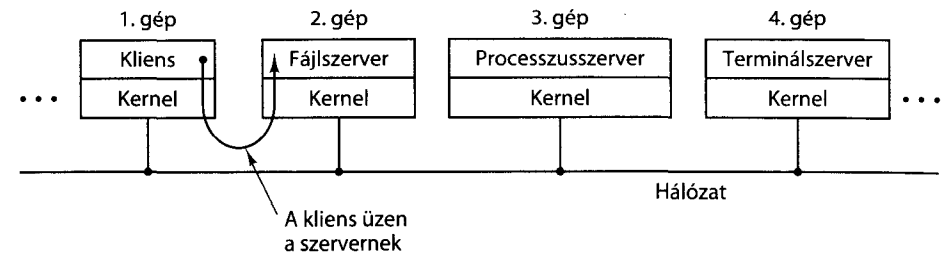 1. gép 2. gép 3. gép 4. gép
Kliens Fájlszerver Processzusszerver Terminálszerver
... Kernel Kernel Kernel Kernel ...
Hálózat
A kliens üzen
a szervernek